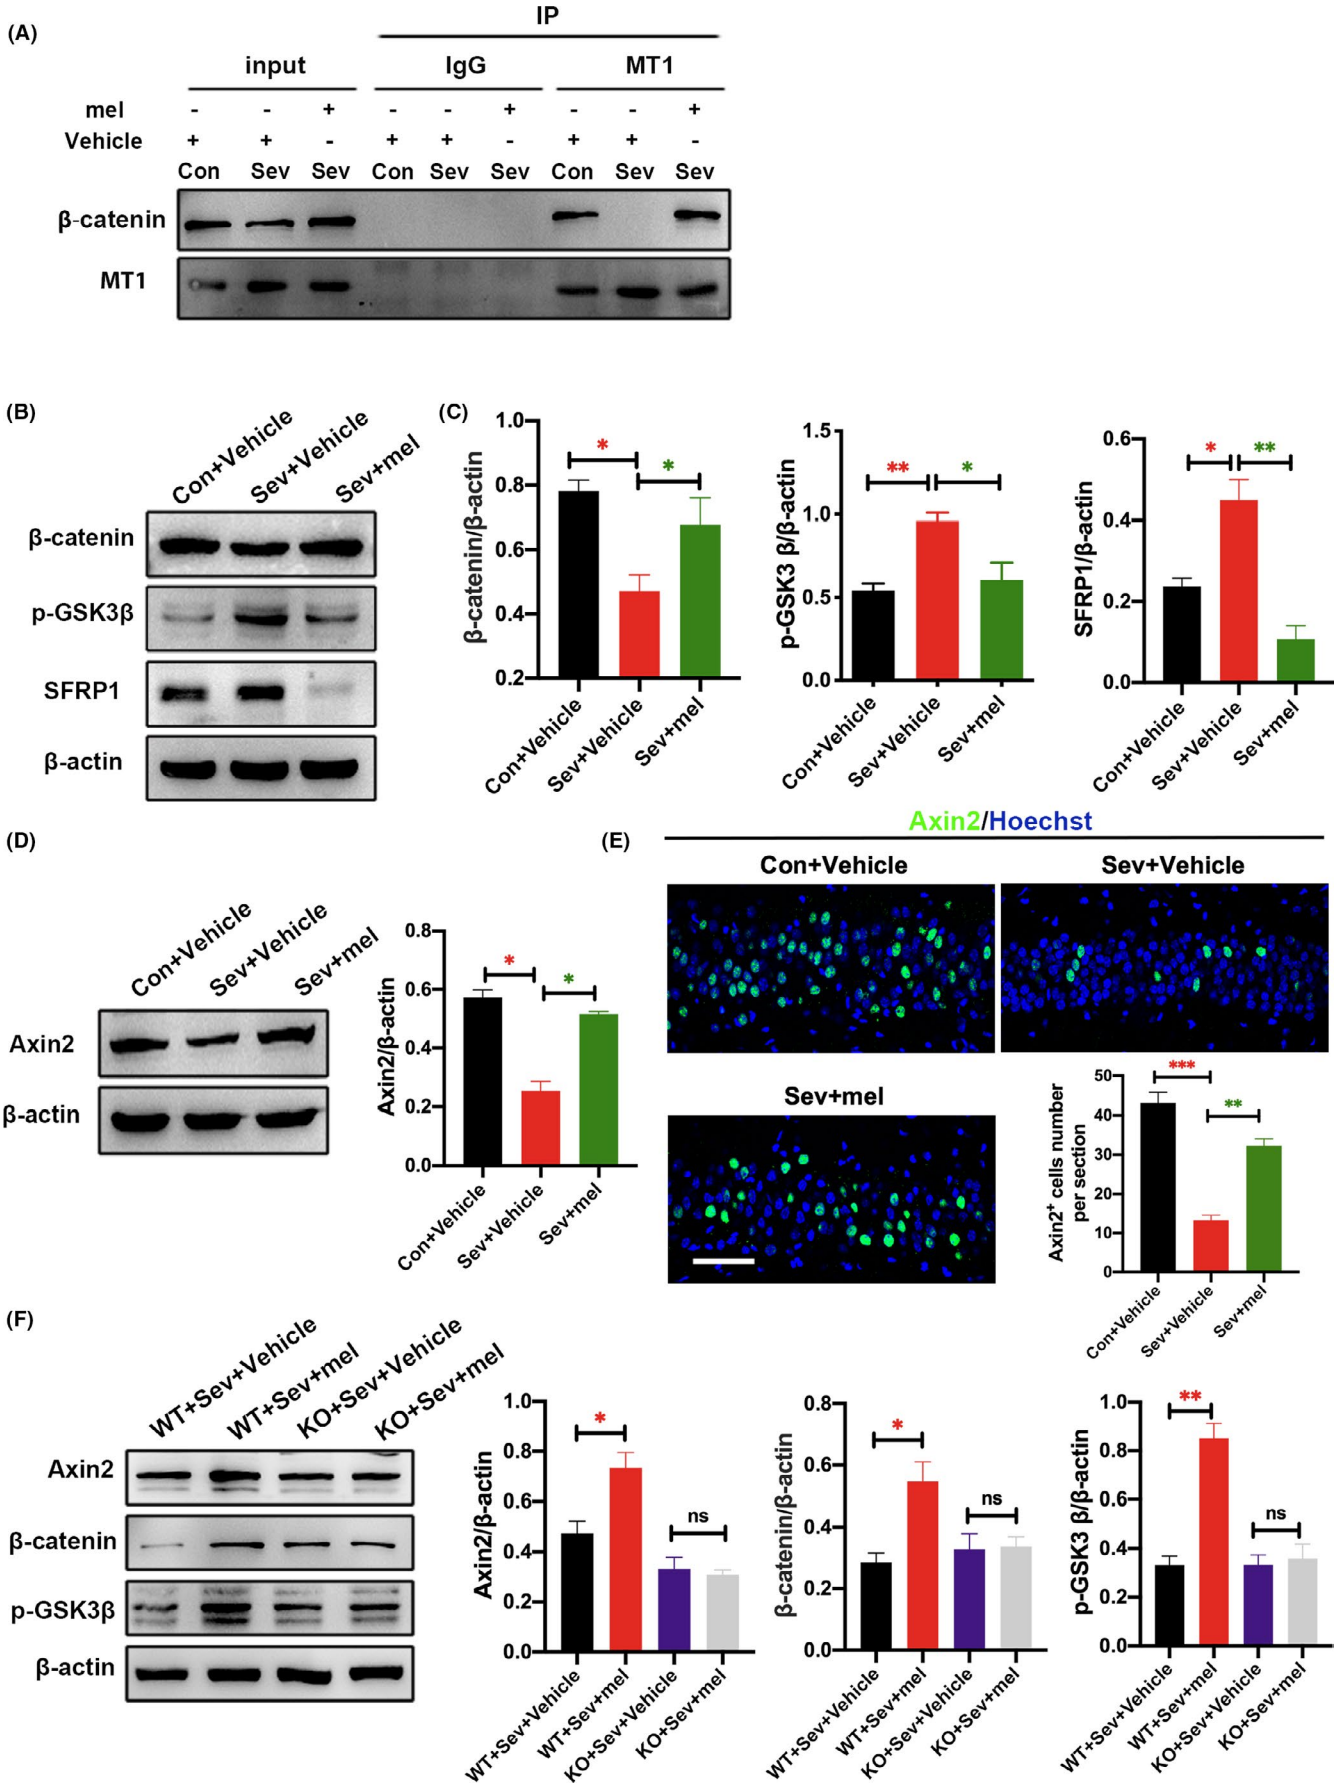 (A)
IP
input IgG MT1
mel - - + - - + - - +
Vehicle + + - + + - + + -
Con Sev Sev Con Sev Sev Con Sev Sev
β-catenin
MT1
(B)
Con+Vehicle Sev+Vehicle Sev+mel
β-catenin
p-GSK3β
SFRP1
β-actin
(C)
β-catenin/β-actin
1.0
0.8
0.6
0.4
0.2
* *
Con+Vehicle Sev+Vehicle Sev+mel
p-GSK3 β/β-actin
1.5
1.0
0.5
0.0
** *
Con+Vehicle Sev+Vehicle Sev+mel
SFRP1/β-actin
0.6
0.4
0.2
0.0
* **
Con+Vehicle Sev+Vehicle Sev+mel
(D)
Con+Vehicle Sev+Vehicle Sev+mel
Axin2
β-actin
Axin2/β-actin
0.8
0.6
0.4
0.2
0.0
* *
Con+Vehicle Sev+Vehicle Sev+mel
(E)
Axin2/Hoechst
Con+Vehicle Sev+Vehicle
Sev+mel
Axin2+ cells number
per section
50
40
30
20
10
0
*** **
Con+Vehicle Sev+Vehicle Sev+mel
(F)
WT+Sev+Vehicle WT+Sev+mel KO+Sev+Vehicle KO+Sev+mel
Axin2
β-catenin
p-GSK3β
β-actin
Axin2/β-actin
1.0
0.8
0.6
0.4
0.2
0.0
* ns
WT+Sev+Vehicle WT+Sev+mel KO+Sev+Vehicle KO+Sev+mel
β-catenin/β-actin
0.8
0.6
0.4
0.2
0.0
* ns
WT+Sev+Vehicle WT+Sev+mel KO+Sev+Vehicle KO+Sev+mel
p-GSK3 β/β-actin
1.0
0.8
0.6
0.4
0.2
0.0
** ns
WT+Sev+Vehicle WT+Sev+mel KO+Sev+Vehicle KO+Sev+mel